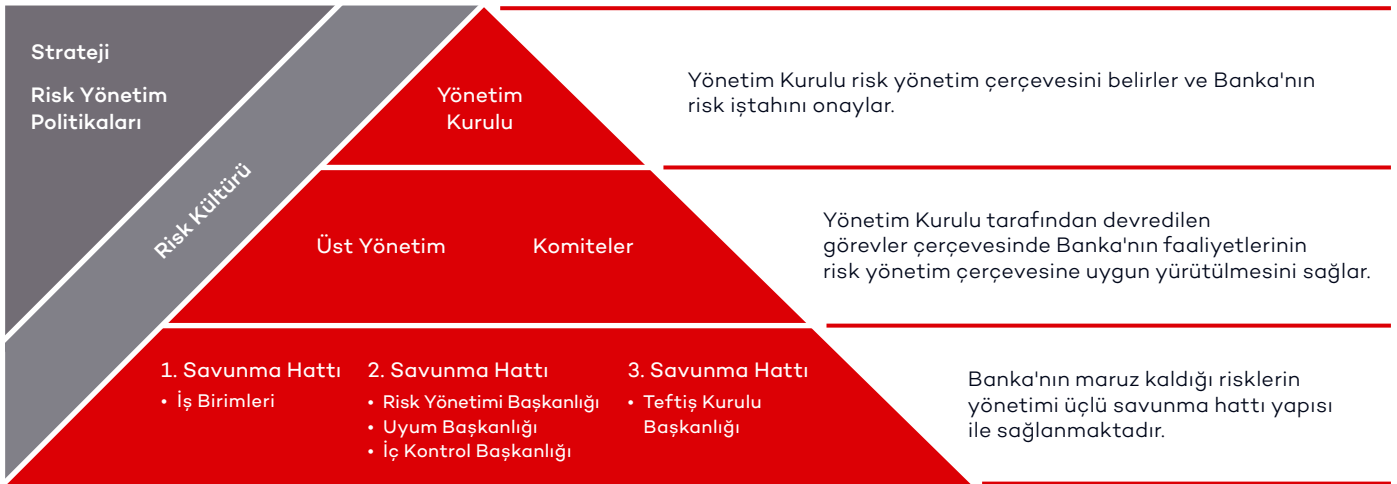 Strateji
Risk Yönetim
Politikaları
Risk Kültürü
Yönetim
Kurulu
Yönetim Kurulu risk yönetim çerçevesini belirler ve Banka'nın
risk iştahını onaylar.
Üst Yönetim
Komiteler
Yönetim Kurulu tarafından devredilen
görevler çerçevesinde Banka'nın faaliyetlerinin
risk yönetim çerçevesine uygun yürütülmesini sağlar.
1. Savunma Hattı
• İş Birimleri
2. Savunma Hattı
• Risk Yönetimi Başkanlığı
• Uyum Başkanlığı
• İç Kontrol Başkanlığı
3. Savunma Hattı
• Teftiş Kurulu
Başkanlığı
Banka'nın maruz kaldığı risklerin
yönetimi üçlü savunma hattı yapısı
ile sağlanmaktadır.